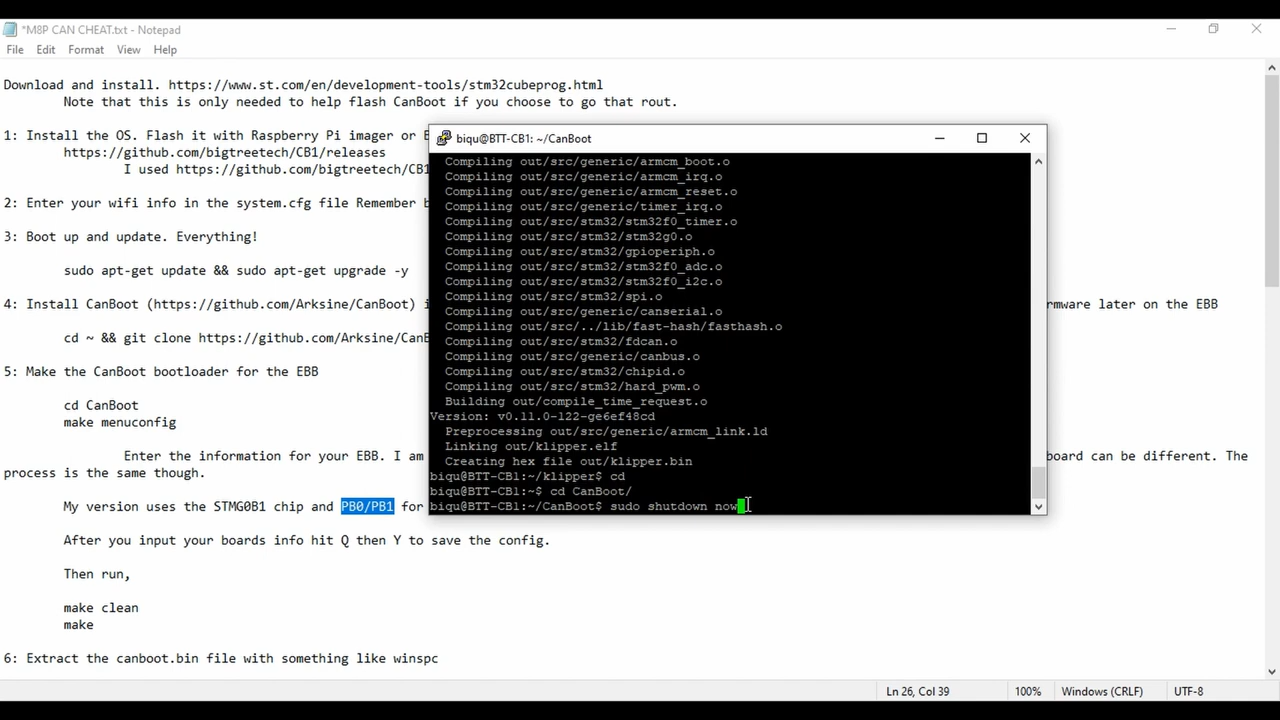 *M8P CAN CHEAT.txt - Notepad
File Edit Format View Help
Download and install. https://www.st.com/en/development-tools/stm32cubeprog.html
Note that this is only needed to help flash CanBoot if you choose to go that rout.
1: Install the OS. Flash it with Raspberry Pi imager or B
https://github.com/bigtreetech/CB1/releases
I used https://github.com/bigtreetech/CB1
2: Enter your wifi info in the system.cfg file Remember b
3: Boot up and update. Everything!
sudo apt-get update && sudo apt-get upgrade -y
4: Install CanBoot (https://github.com/Arksine/CanBoot) i
rmware later on the EBB
cd ~ && git clone https://github.com/Arksine/CanB
5: Make the CanBoot bootloader for the EBB
cd CanBoot
make menuconfig
Enter the information for your EBB. I am
board can be different. The
process is the same though.
My version uses the STMG0B1 chip and PB0/PB1 for
After you input your boards info hit Q then Y to save the config.
Then run,
make clean
make
6: Extract the canboot.bin file with something like winspc
biqu@BTT-CB1: ~/CanBoot
Compiling out/src/generic/armcm_boot.o
Compiling out/src/generic/armcm_irq.o
Compiling out/src/generic/armcm_reset.o
Compiling out/src/generic/timer_irq.o
Compiling out/src/stm32/stm32f0_timer.o
Compiling out/src/stm32/stm32g0.o
Compiling out/src/stm32/gpioperiph.o
Compiling out/src/stm32/stm32f0_adc.o
Compiling out/src/stm32/stm32f0_i2c.o
Compiling out/src/stm32/spi.o
Compiling out/src/generic/canserial.o
Compiling out/src/../lib/fast-hash/fasthash.o
Compiling out/src/stm32/fdcan.o
Compiling out/src/generic/canbus.o
Compiling out/src/stm32/chipid.o
Compiling out/src/stm32/hard_pwm.o
Building out/compile_time_request.o
Version: v0.11.0-122-ge6ef48cd
Preprocessing out/src/generic/armcm_link.ld
Linking out/klipper.elf
Creating hex file out/klipper.bin
biqu@BTT-CB1:~/klipper$ cd
biqu@BTT-CB1:~$ cd CanBoot/
biqu@BTT-CB1:~/CanBoot$ sudo shutdown now
Ln 26, Col 39 100% Windows (CRLF) UTF-8